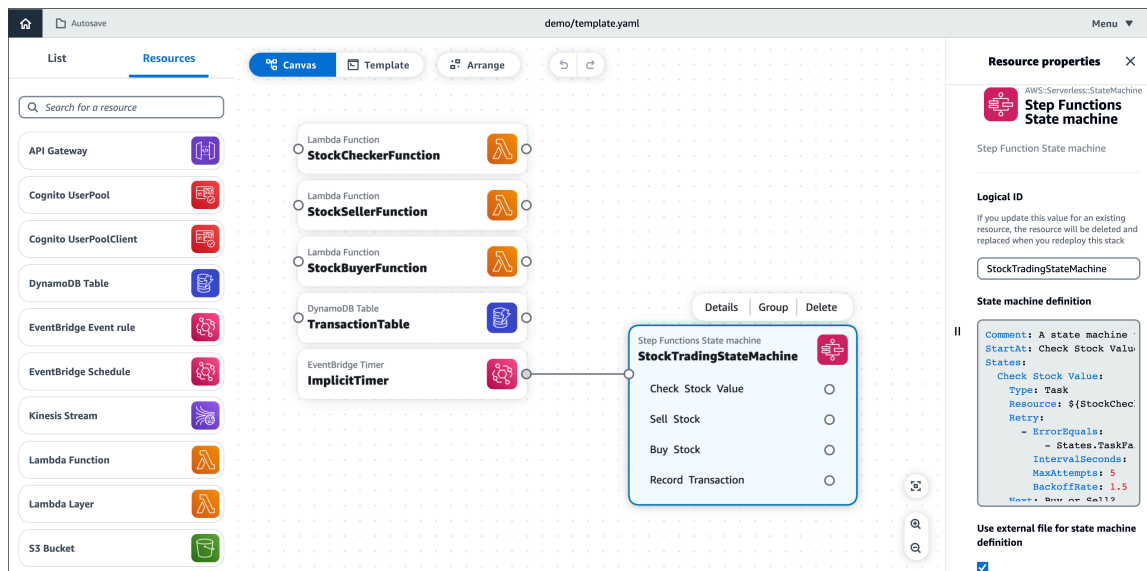 Autosave
demo/template.yaml
Menu
List
Resources
Search for a resource
API Gateway
Cognito UserPool
Cognito UserPoolClient
DynamoDB Table
EventBridge Event rule
EventBridge Schedule
Kinesis Stream
Lambda Function
Lambda Layer
S3 Bucket
Canvas
Template
Arrange
Lambda Function
StockCheckerFunction
Lambda Function
StockSellerFunction
Lambda Function
StockBuyerFunction
DynamoDB Table
TransactionTable
EventBridge Timer
ImplicitTimer
Details
Group
Delete
Step Functions State machine
StockTradingStateMachine
Check Stock Value
Sell Stock
Buy Stock
Record Transaction
Resource properties
AWS::Serverless::StateMachine
Step Functions
State machine
Step Function State machine
Logical ID
If you update this value for an existing
resource, the resource will be deleted and
replaced when you redeploy this stack
StockTradingStateMachine
State machine definition
Comment: A state machine
StartAt: Check Stock Valu
States:
Check Stock Value:
Type: Task
Resource: ${StockChec
Retry:
- ErrorEquals:
- States.TaskFa
IntervalSeconds:
MaxAttempts: 5
BackoffRate: 1.5
Next: Buy or Sell?
Use external file for state machine
definition